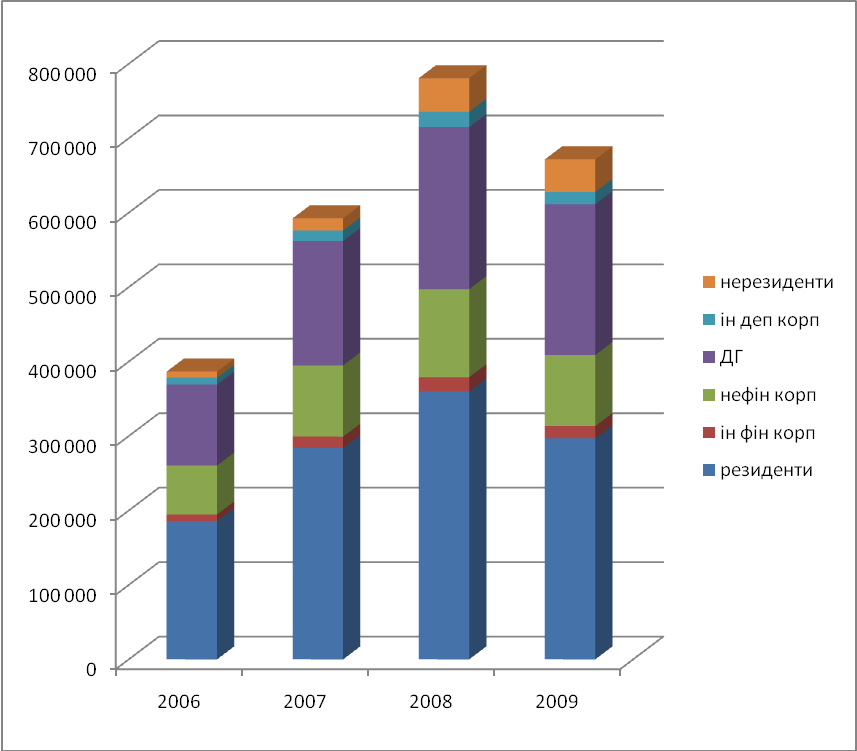 800 000
700 000
600 000
500 000
400 000
300 000
200 000
100 000
0
2006 2007 2008 2009
нерезиденти
ін деп корп
ДГ
нефін корп
ін фін корп
резиденти